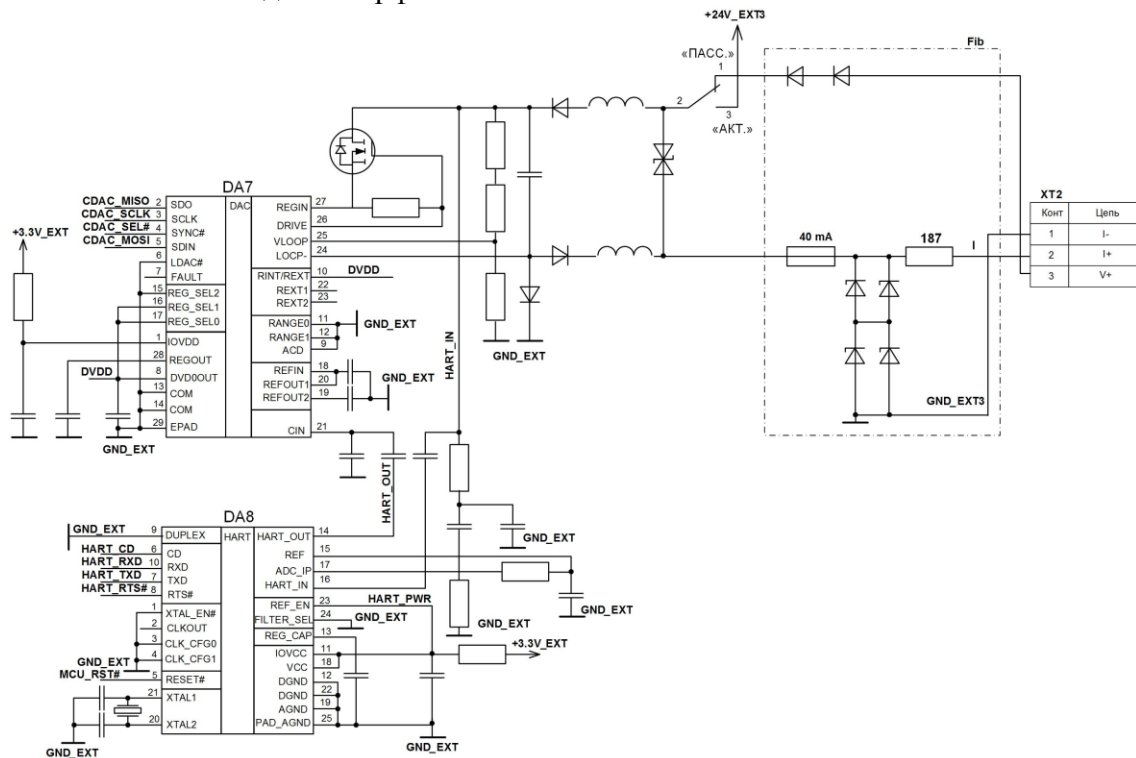 +24V_EXT3
«ПАСС.»
1
2
3
«АКТ.»
Fib
XT2
Конт Цепь
1 I-
2 I+
3 V+
40 mA
187
I
GND_EXT3
GND_EXT
HART_IN
DA7
DAC
CDAC_MISO 2 SDO
CDAC_SCLK 3 SCLK
CDAC_SEL# 4 SYNC#
CDAC_MOSI 5 SDIN
6 LDAC#
7 FAULT
15 REG_SEL2
16 REG_SEL1
17 REG_SEL0
+3.3V_EXT
1 IOVDD
28 REGOUT
DVDD 8 DVD0OUT
13 COM
14 COM
29 EPAD
GND_EXT
REGIN 27
DRIVE 26
VLOOP 25
LOCP- 24
RINT/REXT 10 DVDD
REXT1 22
REXT2 23
RANGE0 11
RANGE1 12
ACD 9
GND_EXT
REFIN 18
REFOUT1 20
REFOUT2 19
GND_EXT
CIN 21
HART_OUT
DA8
HART
GND_EXT 9 DUPLEX
HART_CD 6 CD
HART_RXD 10 RXD
HART_TXD 7 TXD
HART_RTS# 8 RTS#
1 XTAL_EN#
2 CLKOUT
3 CLK_CFG0
4 CLK_CFG1
GND_EXT
MCU_RST# 5 RESET#
21 XTAL1
20 XTAL2
GND_EXT
HART_OUT 14
REF 15
ADC_IP 17
HART_IN 16
REF_EN 23 HART_PWR
FILTER_SEL 24 GND_EXT
REG_CAP 13
IOVCC 11
VCC 18
DGND 12
DGND 22
AGND 19
PAD_AGND 25
GND_EXT
GND_EXT
GND_EXT
GND_EXT
+3.3V_EXT